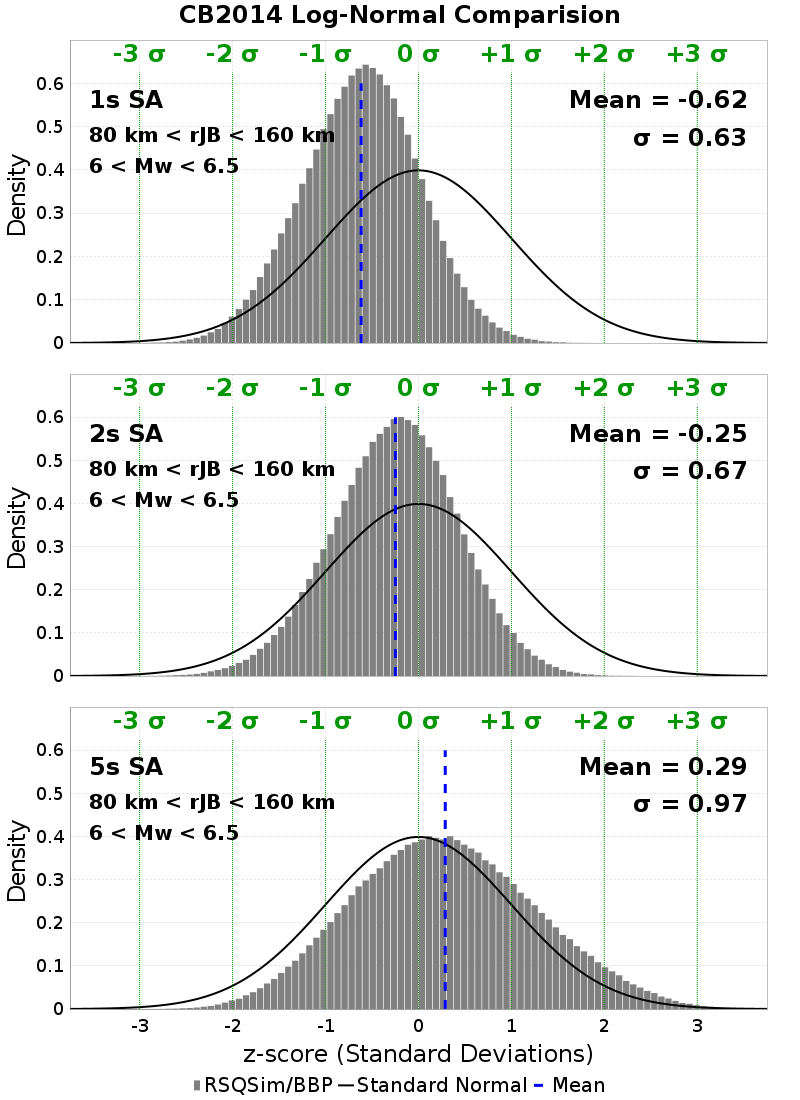 CB2014 Log-Normal Comparision
-3 σ -2 σ -1 σ 0 σ +1 σ +2 σ +3 σ
1s SA
80 km < rJB < 160 km
6 < Mw < 6.5
Mean = -0.62
σ = 0.63
Density
0.6
0.5
0.4
0.3
0.2
0.1
0
-3 σ -2 σ -1 σ 0 σ +1 σ +2 σ +3 σ
2s SA
80 km < rJB < 160 km
6 < Mw < 6.5
Mean = -0.25
σ = 0.67
Density
0.6
0.5
0.4
0.3
0.2
0.1
0
-3 σ -2 σ -1 σ 0 σ +1 σ +2 σ +3 σ
5s SA
80 km < rJB < 160 km
6 < Mw < 6.5
Mean = 0.29
σ = 0.97
Density
0.6
0.5
0.4
0.3
0.2
0.1
0
-3 -2 -1 0 1 2 3
z-score (Standard Deviations)
RSQSim/BBP Standard Normal Mean